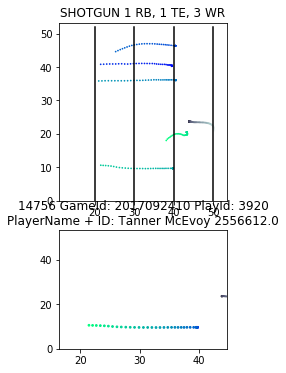 SHOTGUN 1 RB, 1 TE, 3 WR
50
40
30
20
10
0
20 30 40 50
14756 GameId: 2017092410 PlayId: 3920
PlayerName + ID: Tanner McEvoy 2556612.0
40
20
0
20 30 40